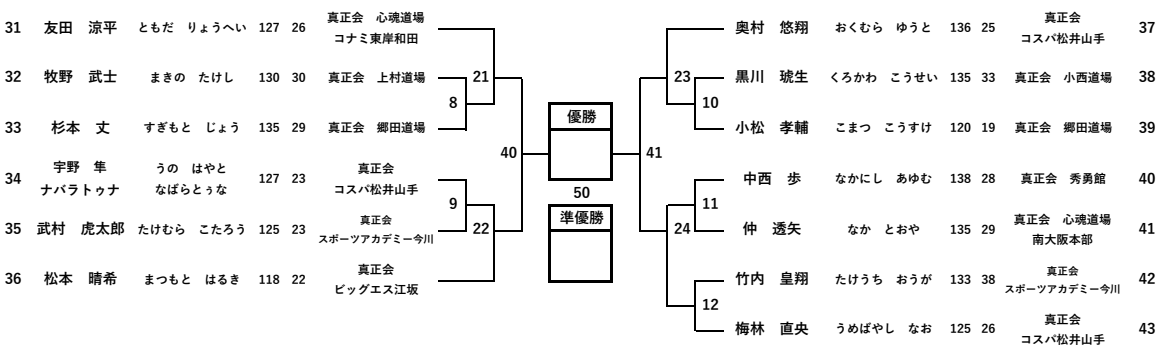 31 友田　涼平 ともだ　りょうへい 127 26 真正会　心魂道場
コナミ東岸和田
32 牧野　武士 まきの　たけし 130 30 真正会　上村道場
33 杉本　丈 すぎもと　じょう 135 29 真正会　郷田道場
34 宇野　隼 うの　はやと 127 23 真正会
ナバラトゥナ なばらとぅな コスパ松井山手
35 武村　虎太郎 たけむら　こたろう 125 23 真正会
スポーツアカデミー今川
36 松本　晴希 まつもと　はるき 118 22 真正会
ビッグエス江坂
21
8
40
9
22
優勝
50
準優勝
23
10
41
11
24
12
奥村　悠翔 おくむら　ゆうと 136 25 真正会 37
コスパ松井山手
黒川　琥生 くろかわ　こうせい 135 33 真正会　小西道場 38
小松　孝輔 こまつ　こうすけ 120 19 真正会　郷田道場 39
中西　歩 なかにし　あゆむ 138 28 真正会　秀勇館 40
仲　透矢 なか　とおや 135 29 真正会　心魂道場 41
南大阪本部
竹内　皇翔 たけうち　おうが 133 38 真正会 42
スポーツアカデミー今川
梅林　直央 うめばやし　なお 125 26 真正会 43
コスパ松井山手